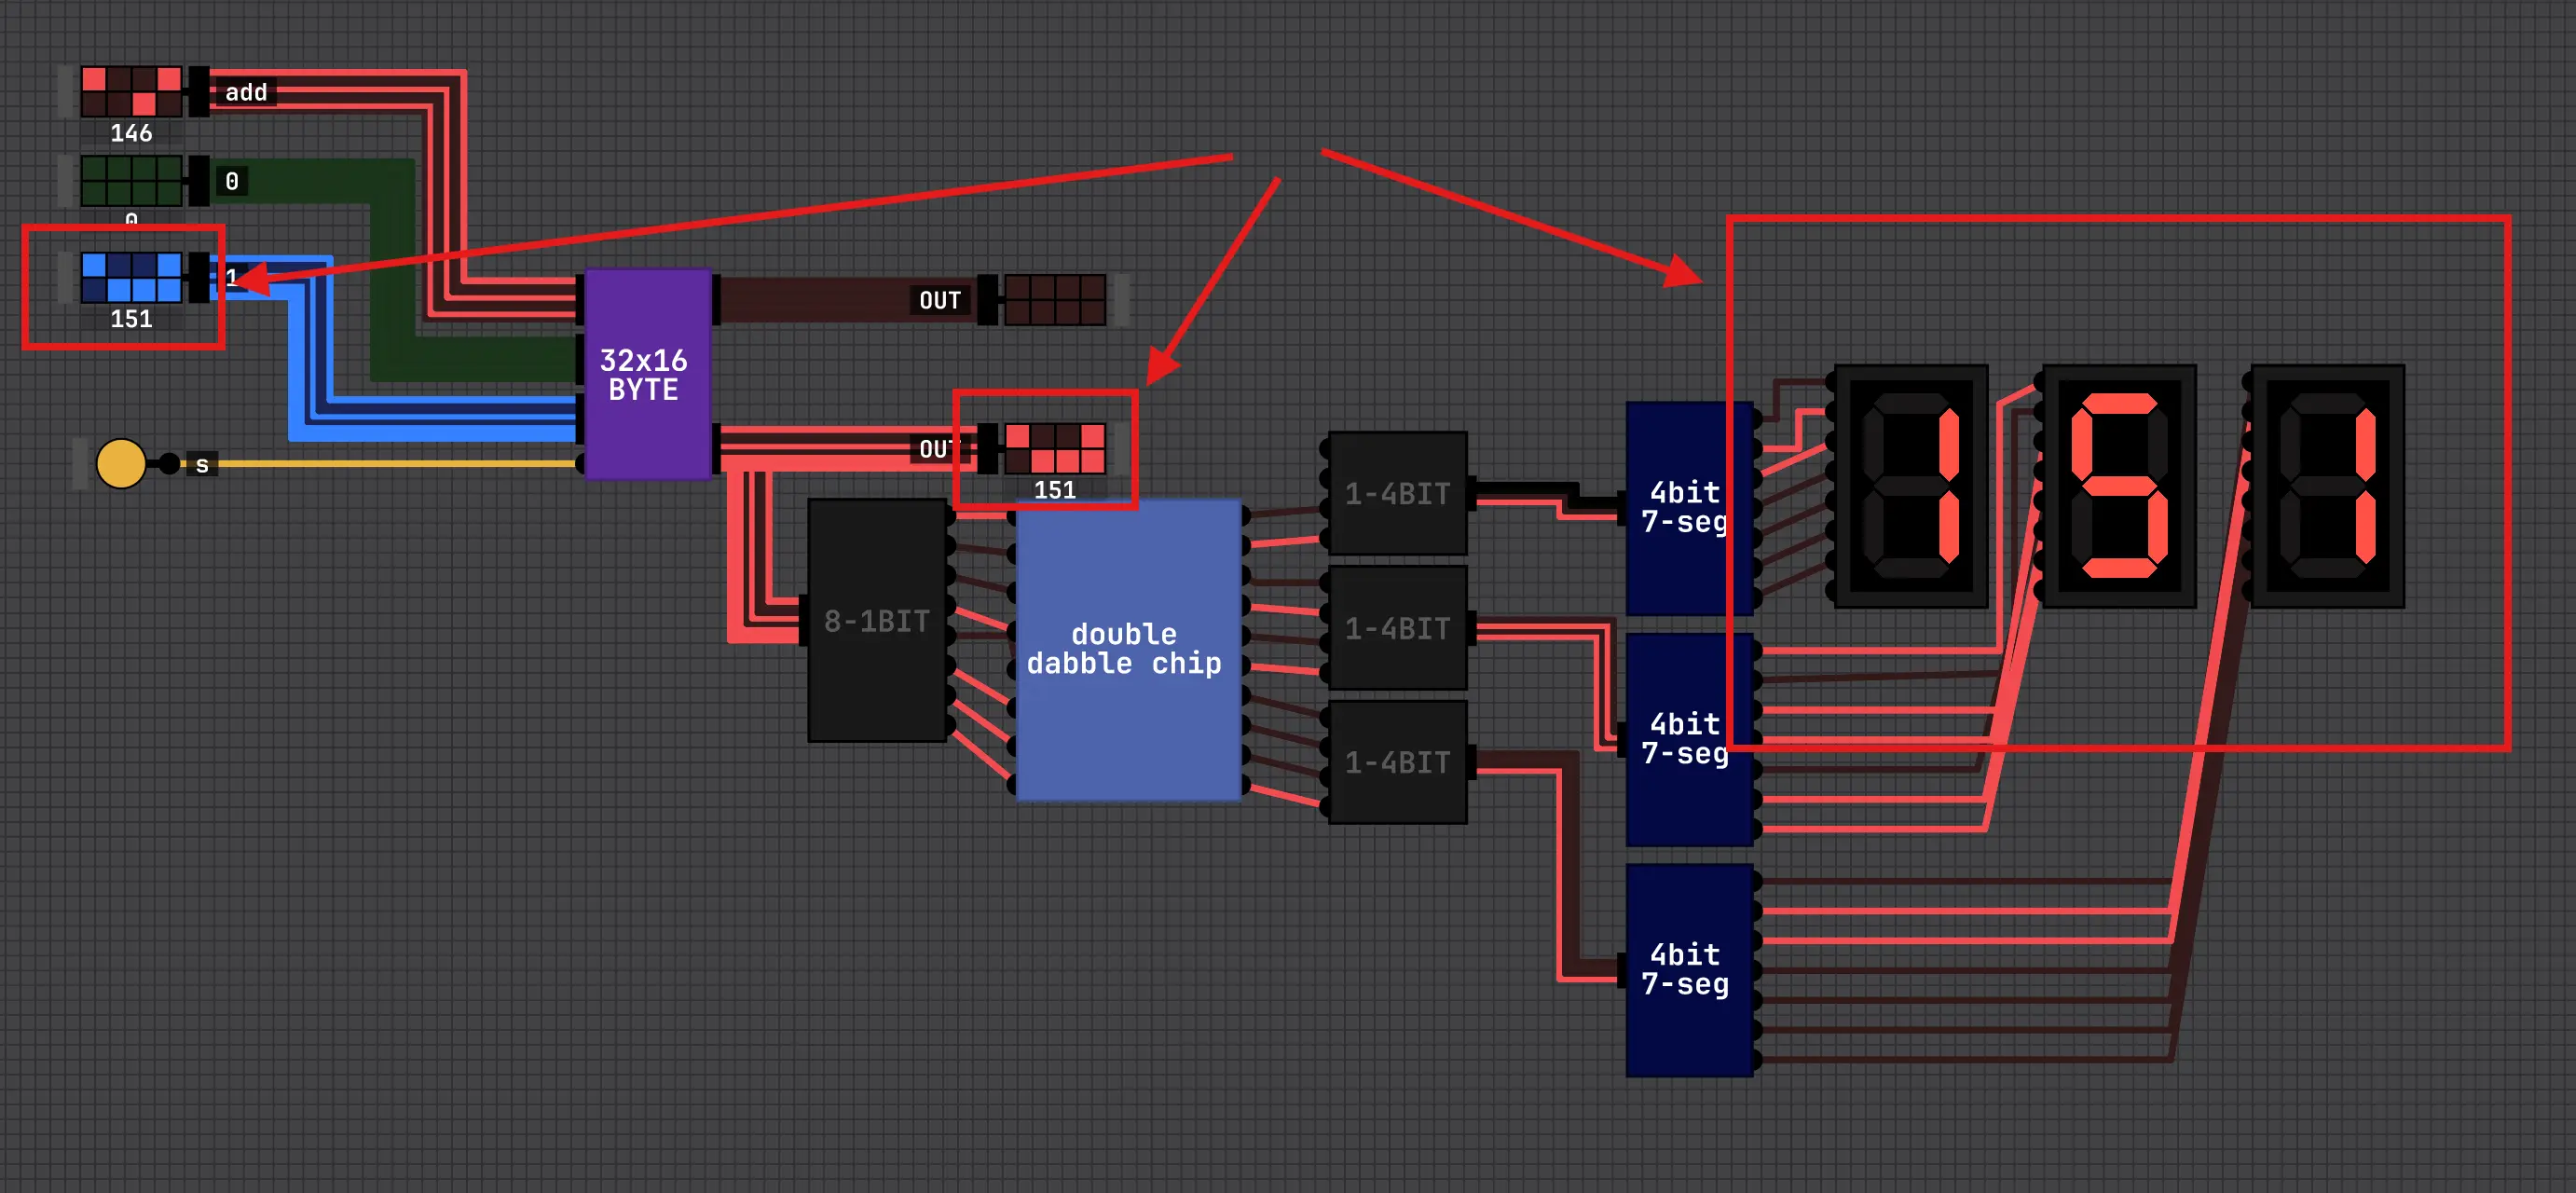 add
146
0
0
1
151
s
32x16
BYTE
OUT
OUT
151
8-1BIT
double
dabble chip
1-4BIT
1-4BIT
1-4BIT
4bit
7-seg
4bit
7-seg
4bit
7-seg
151